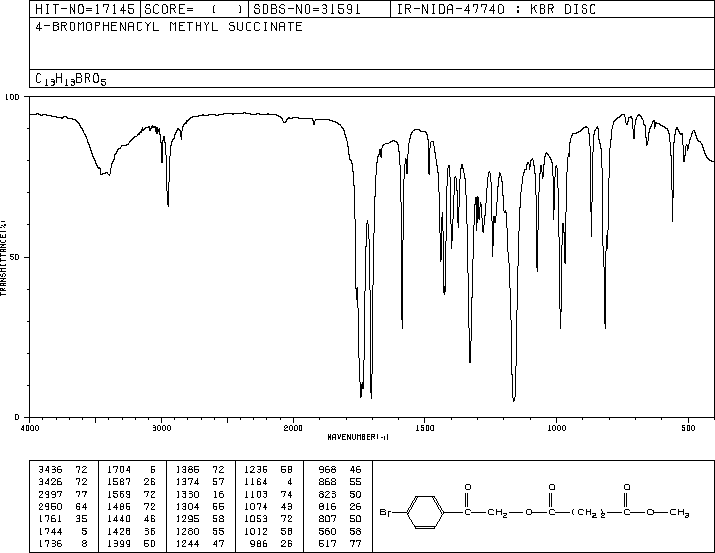 HIT-NO=17145 SCORE= ( ) SDBS-NO=31591 IR-NIDA-47740 : KBR DISC
4-BROMOPHENACYL METHYL SUCCINATE
C13H13BRO5
100
50
0
TRANSMITTANCE(%)
4000 3000 2000 1500 1000 500
WAVENUMBER(-1)
3436 72 1704 6 1386 72 1236 58 968 46
3426 72 1587 26 1374 57 1164 4 868 55
2997 77 1569 72 1330 16 1103 74 823 50
2950 64 1486 72 1304 55 1074 43 816 26
1761 35 1440 46 1295 58 1053 72 807 50
1744 5 1428 36 1280 55 1012 58 560 58
1736 8 1399 50 1244 47 986 26 517 77
O O O
Br C CH2 O C (CH2)2 C O CH3